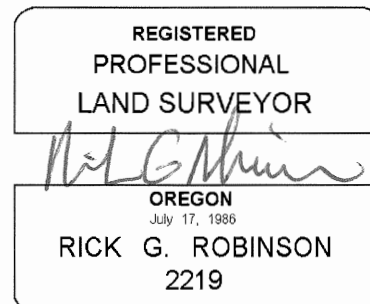 REGISTERED
PROFESSIONAL
LAND SURVEYOR
OREGON
July 17, 1986
RICK G. ROBINSON
2219